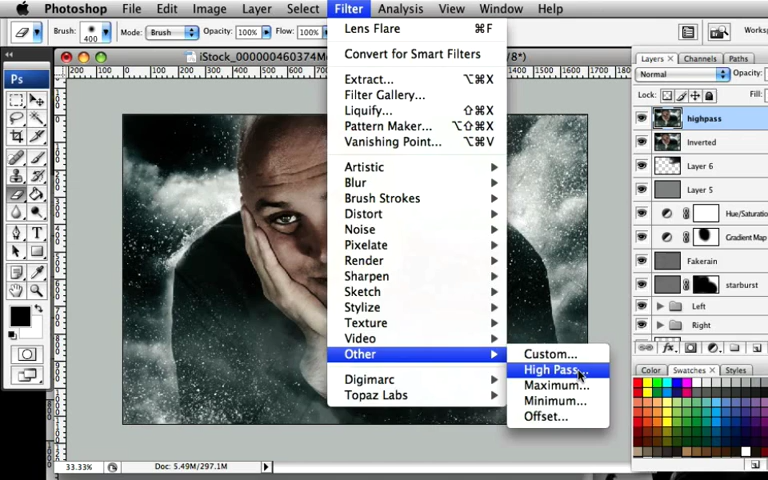 Photoshop File Edit Image Layer Select Filter Analysis View Window Help
Brush: 400 Mode: Brush Opacity: 100% Flow: 100%
Works
iStock_000000460374M
/8*)
Lens Flare ⌘F
Convert for Smart Filters
Extract... ⌥⌘X
Filter Gallery...
Liquify... ⇧⌘X
Pattern Maker... ⌥⇧⌘X
Vanishing Point... ⌥⌘V
Artistic
Blur
Brush Strokes
Distort
Noise
Pixelate
Render
Sharpen
Sketch
Stylize
Texture
Video
Other
Digimarc
Topaz Labs
Custom...
High Pass...
Maximum...
Minimum...
Offset...
Ps
Layers Channels Paths
Normal Opacity:
Lock: Fill:
highpass
Inverted
Layer 6
Layer 5
Hue/Saturatio
Gradient Map
Fakerain
starburst
Left
Right
Color Swatches Styles
33.33% Doc: 5.49M/297.1M